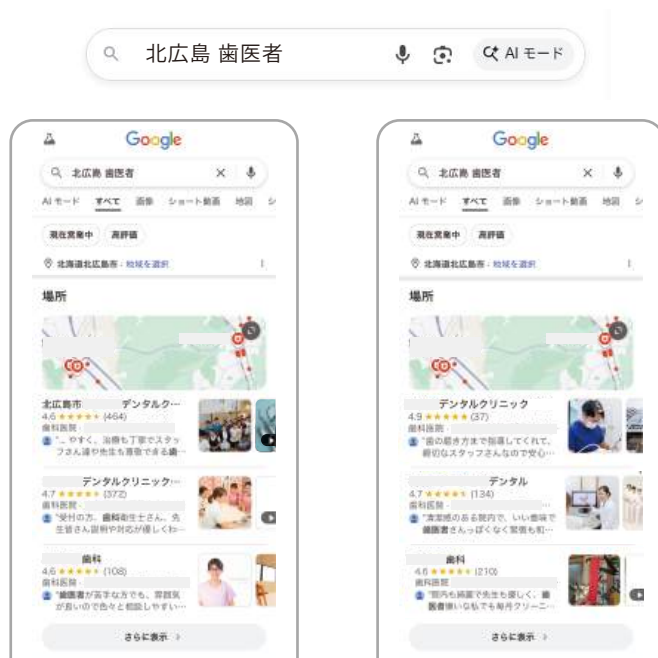 北広島 歯医者
AI モード
Google
北広島 歯医者
AI モード すべて 画像 ショート動画 地図
現在営業中 高評価
北海道北広島市 · 地域を選択
場所
北広島市 デンタルク…
4.6 (464)
歯科医院 ·
"… やすく、治療も丁寧でスタッ
フさん達や先生も尊敬できる歯…
デンタルクリニック…
4.7 (372)
歯科医院 ·
"受付の方、歯科衛生士さん、先
生皆さん説明や対応が優しくわ…
歯科
4.6 (108)
歯科医院 ·
"歯医者が苦手な方でも、雰囲気
が良いので色々と相談しやすい…
さらに表示
Google
北広島 歯医者
AI モード すべて 画像 ショート動画 地図
現在営業中 高評価
北海道北広島市 · 地域を選択
場所
デンタルクリニック
4.9 (37)
歯科医院 ·
"歯の磨き方まで指導してくれて、
親切なスタッフさんなので安心…
デンタル
4.7 (134)
歯科医院 ·
"清潔感のある院内で、いい意味で
歯医者さんっぽくなく緊張も和…
歯科
4.6 (210)
歯科医院
"院内も綺麗で先生も優しく、歯
医者嫌いな私でも毎月クリーニ…
さらに表示